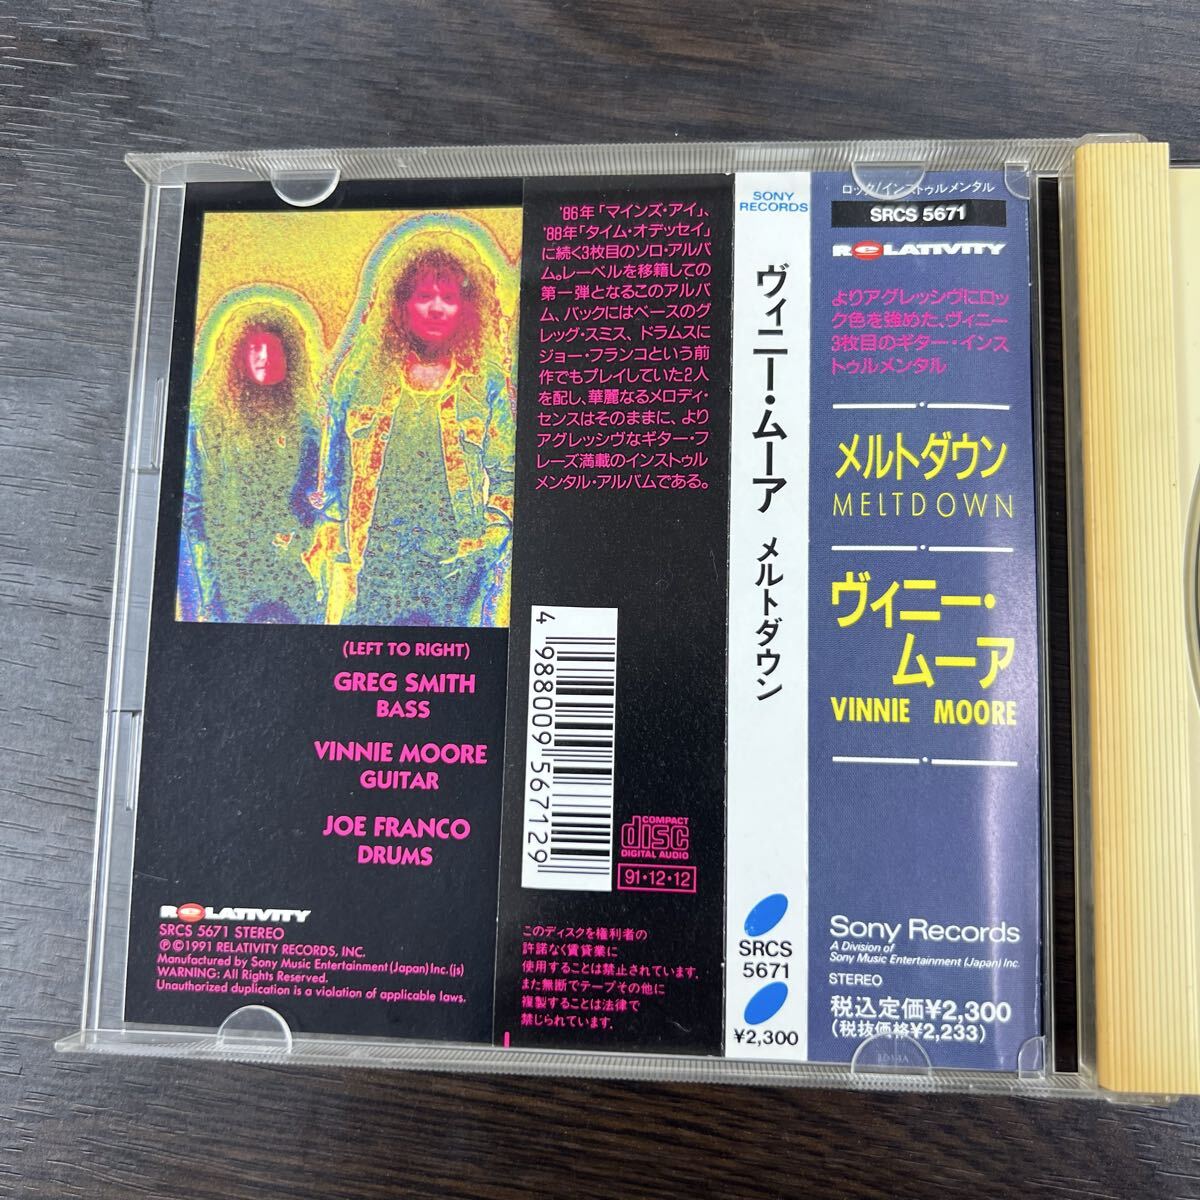 (LEFT TO RIGHT)
GREG SMITH
BASS
VINNIE MOORE
GUITAR
JOE FRANCO
DRUMS
ReLATIVITY
SRCS 5671 STEREO
℗©1991 RELATIVITY RECORDS, INC.
Manufactured by Sony Music Entertainment (Japan) Inc. (js)
WARNING: All Rights Reserved.
Unauthorized duplication is a violation of applicable laws.
'86年「マインズ・アイ」、
'88年「タイム・オデッセイ」
に続く3枚目のソロ・アルバ
ム。レーベルを移籍しての
第一弾となるこのアルバ
ム、バックにはベースのグ
レッグ・スミス、ドラムスに
ジョー・フランコという前
作でもプレイしていた2人
を配し、華麗なるメロディ・
センスはそのままに、より
アグレッシヴなギター・フ
レーズ満載のインストゥル
メンタル・アルバムである。
4 988009 567129
COMPACT
disc
DIGITAL AUDIO
91・12・12
このディスクを権利者の
許諾なく賃貸業に
使用することは禁止されています。
また無断でテープその他に
複製することは法律で
禁じられています。
SONY
RECORDS
ヴィニー・ムーア メルトダウン
SRCS
5671
¥2,300
ロック/インストゥルメンタル
SRCS 5671
ReLATIVITY
よりアグレッシヴにロッ
ク色を強めた、ヴィニー
3枚目のギター・インス
トゥルメンタル
メルトダウン
MELTDOWN
ヴィニー・
ムーア
VINNIE MOORE
Sony Records
A Division of
Sony Music Entertainment (Japan) Inc.
STEREO
税込定価¥2,300
(税抜価格¥2,233)